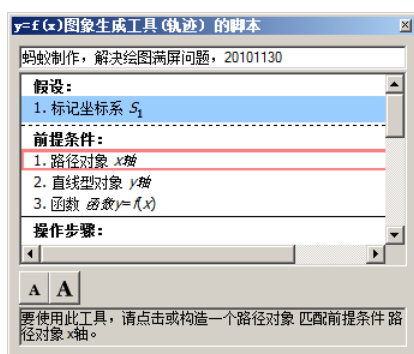 y=f(x)图象生成工具(轨迹) 的脚本
蚂蚁制作，解决绘图满屏问题，20101130
假设:
1. 标记坐标系 S1
前提条件:
1. 路径对象 x轴
2. 直线型对象 y轴
3. 函数 函数y=f(x)
操作步骤:
A A
要使用此工具，请点击或构造一个路径对象 匹配前提条件 路
径对象 x轴。